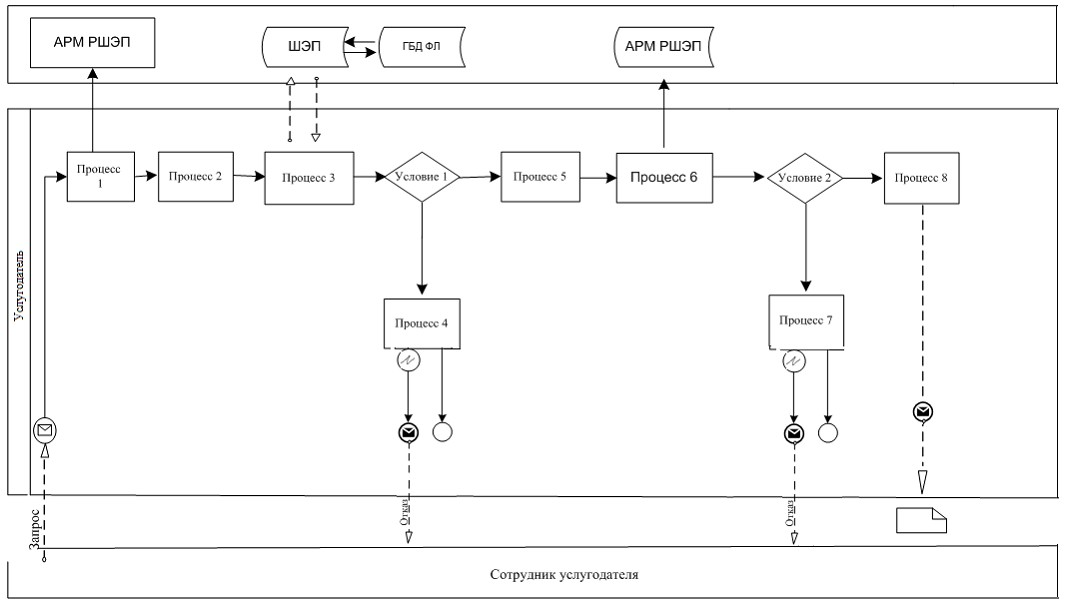 АРМ РШЭП
ШЭП
ГБД ФЛ
АРМ РШЭП
Услугодатель
Процесс
1
Процесс 2
Процесс 3
Условие 1
Процесс 5
Процесс 6
Условие 2
Процесс 8
Процесс 4
Процесс 7
Запрос
Отказ
Отказ
Сотрудник услугодателя